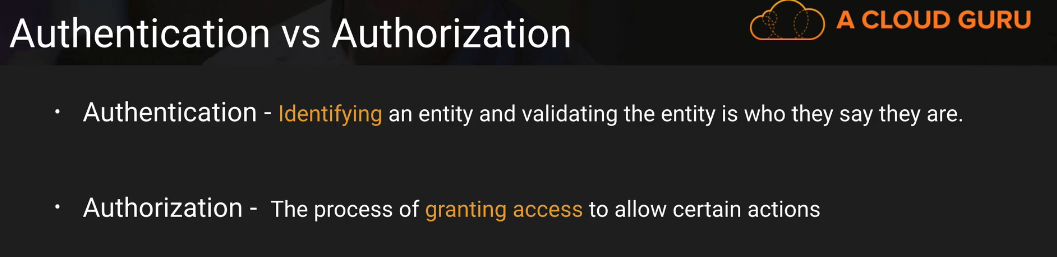 Authentication vs Authorization
A CLOUD GURU
• Authentication - Identifying an entity and validating the entity is who they say they are.
• Authorization - The process of granting access to allow certain actions